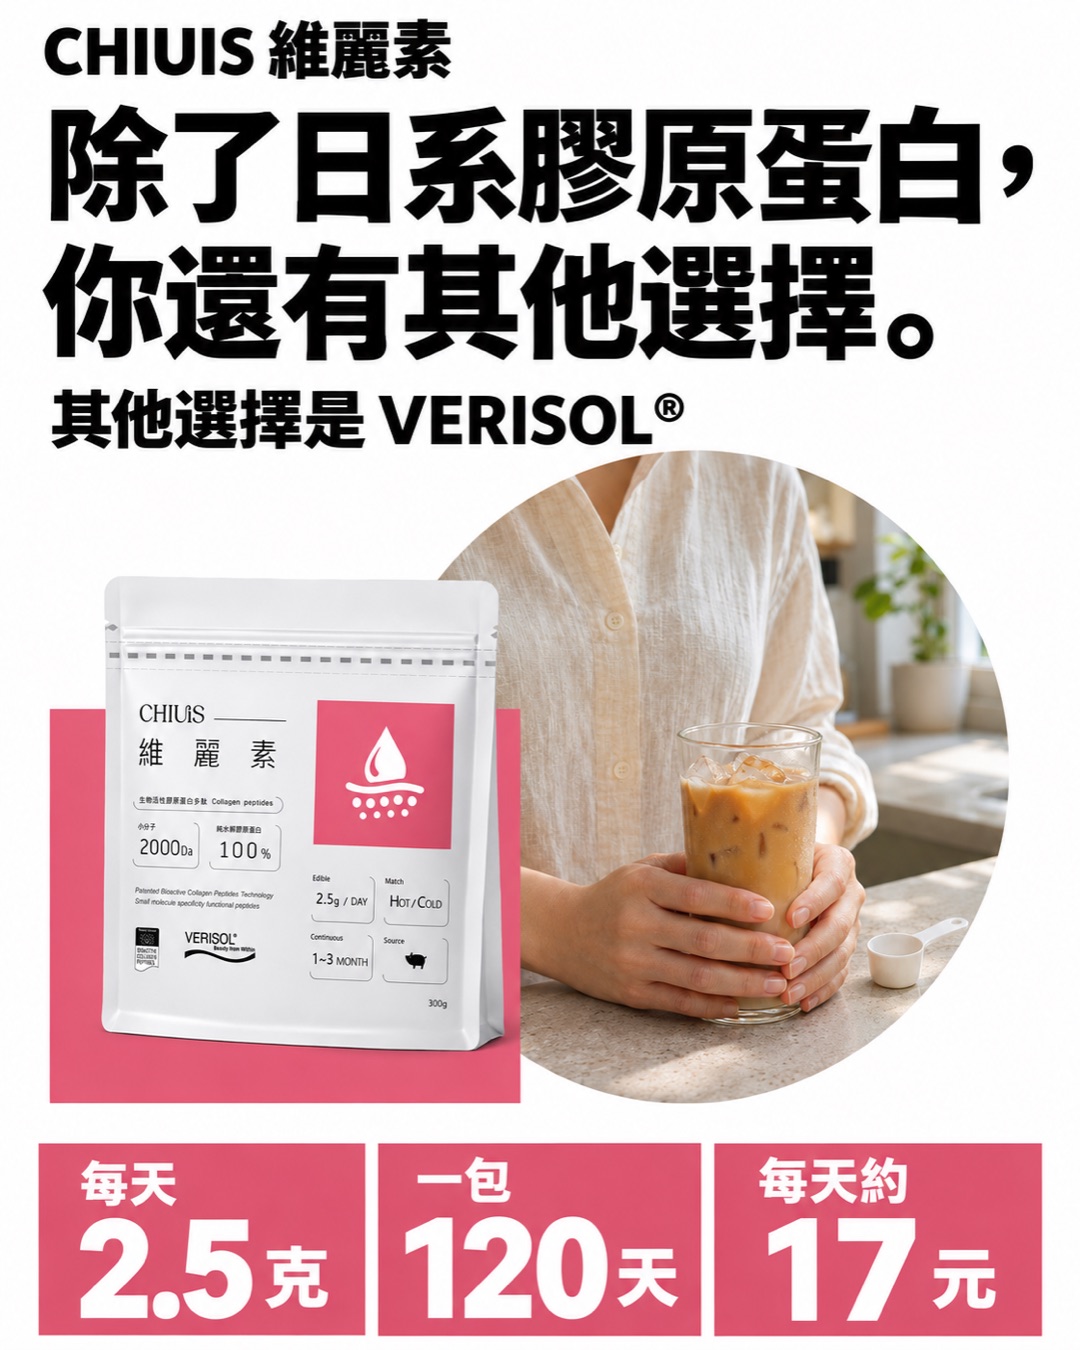 CHIUIS 維麗素
除了日系膠原蛋白，
你還有其他選擇。
其他選擇是 VERISOL®
CHIUiS
維麗素
生物活性膠原蛋白多肽 Collagen peptides
小分子
2000Da
純水解膠原蛋白
100%
Patented Bioactive Collagen Peptides Technology
Small molecule specificity functional peptides
VERISOL®
Beauty from Within
Edible
2.5g / DAY
Match
HOT/COLD
Continuous
1~3 MONTH
Source
300g
每天
2.5克
一包
120天
每天約
17元